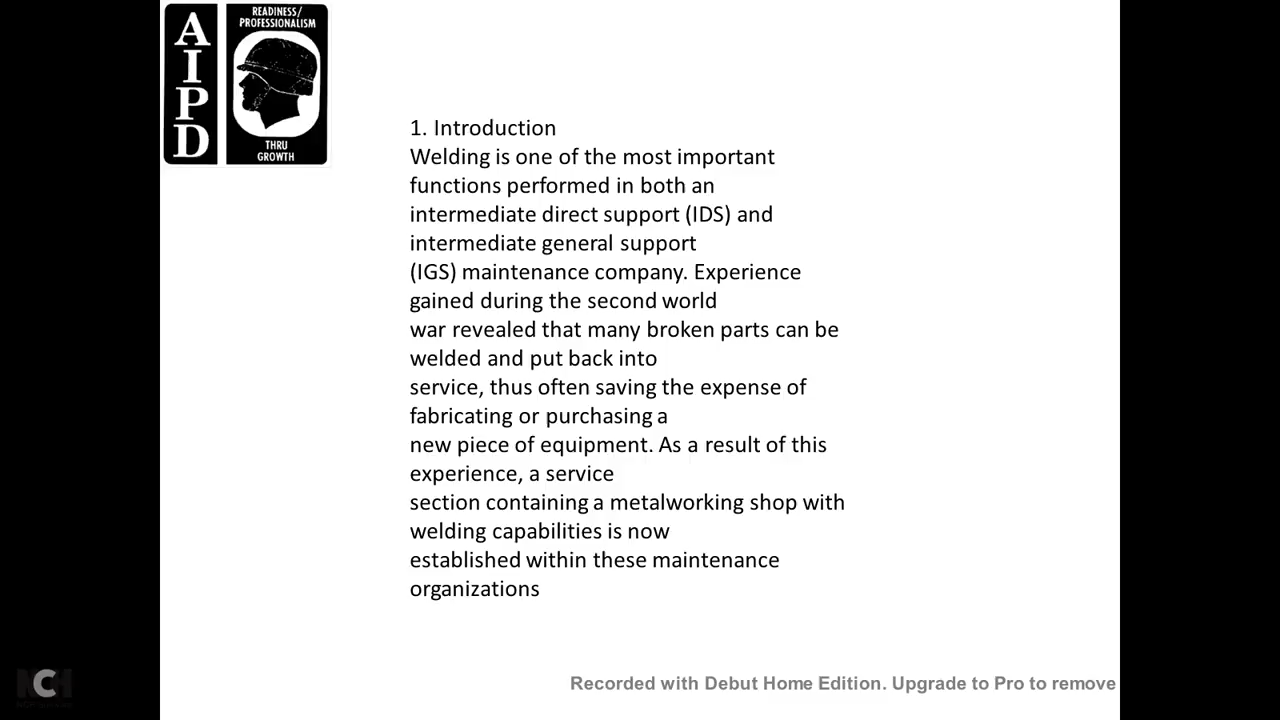 AIPD
READINESS/
PROFESSIONALISM
THRU
GROWTH
1. Introduction
Welding is one of the most important
functions performed in both an
intermediate direct support (IDS) and
intermediate general support
(IGS) maintenance company. Experience
gained during the second world
war revealed that many broken parts can be
welded and put back into
service, thus often saving the expense of
fabricating or purchasing a
new piece of equipment. As a result of this
experience, a service
section containing a metalworking shop with
welding capabilities is now
established within these maintenance
organizations
Recorded with Debut Home Edition. Upgrade to Pro to remove